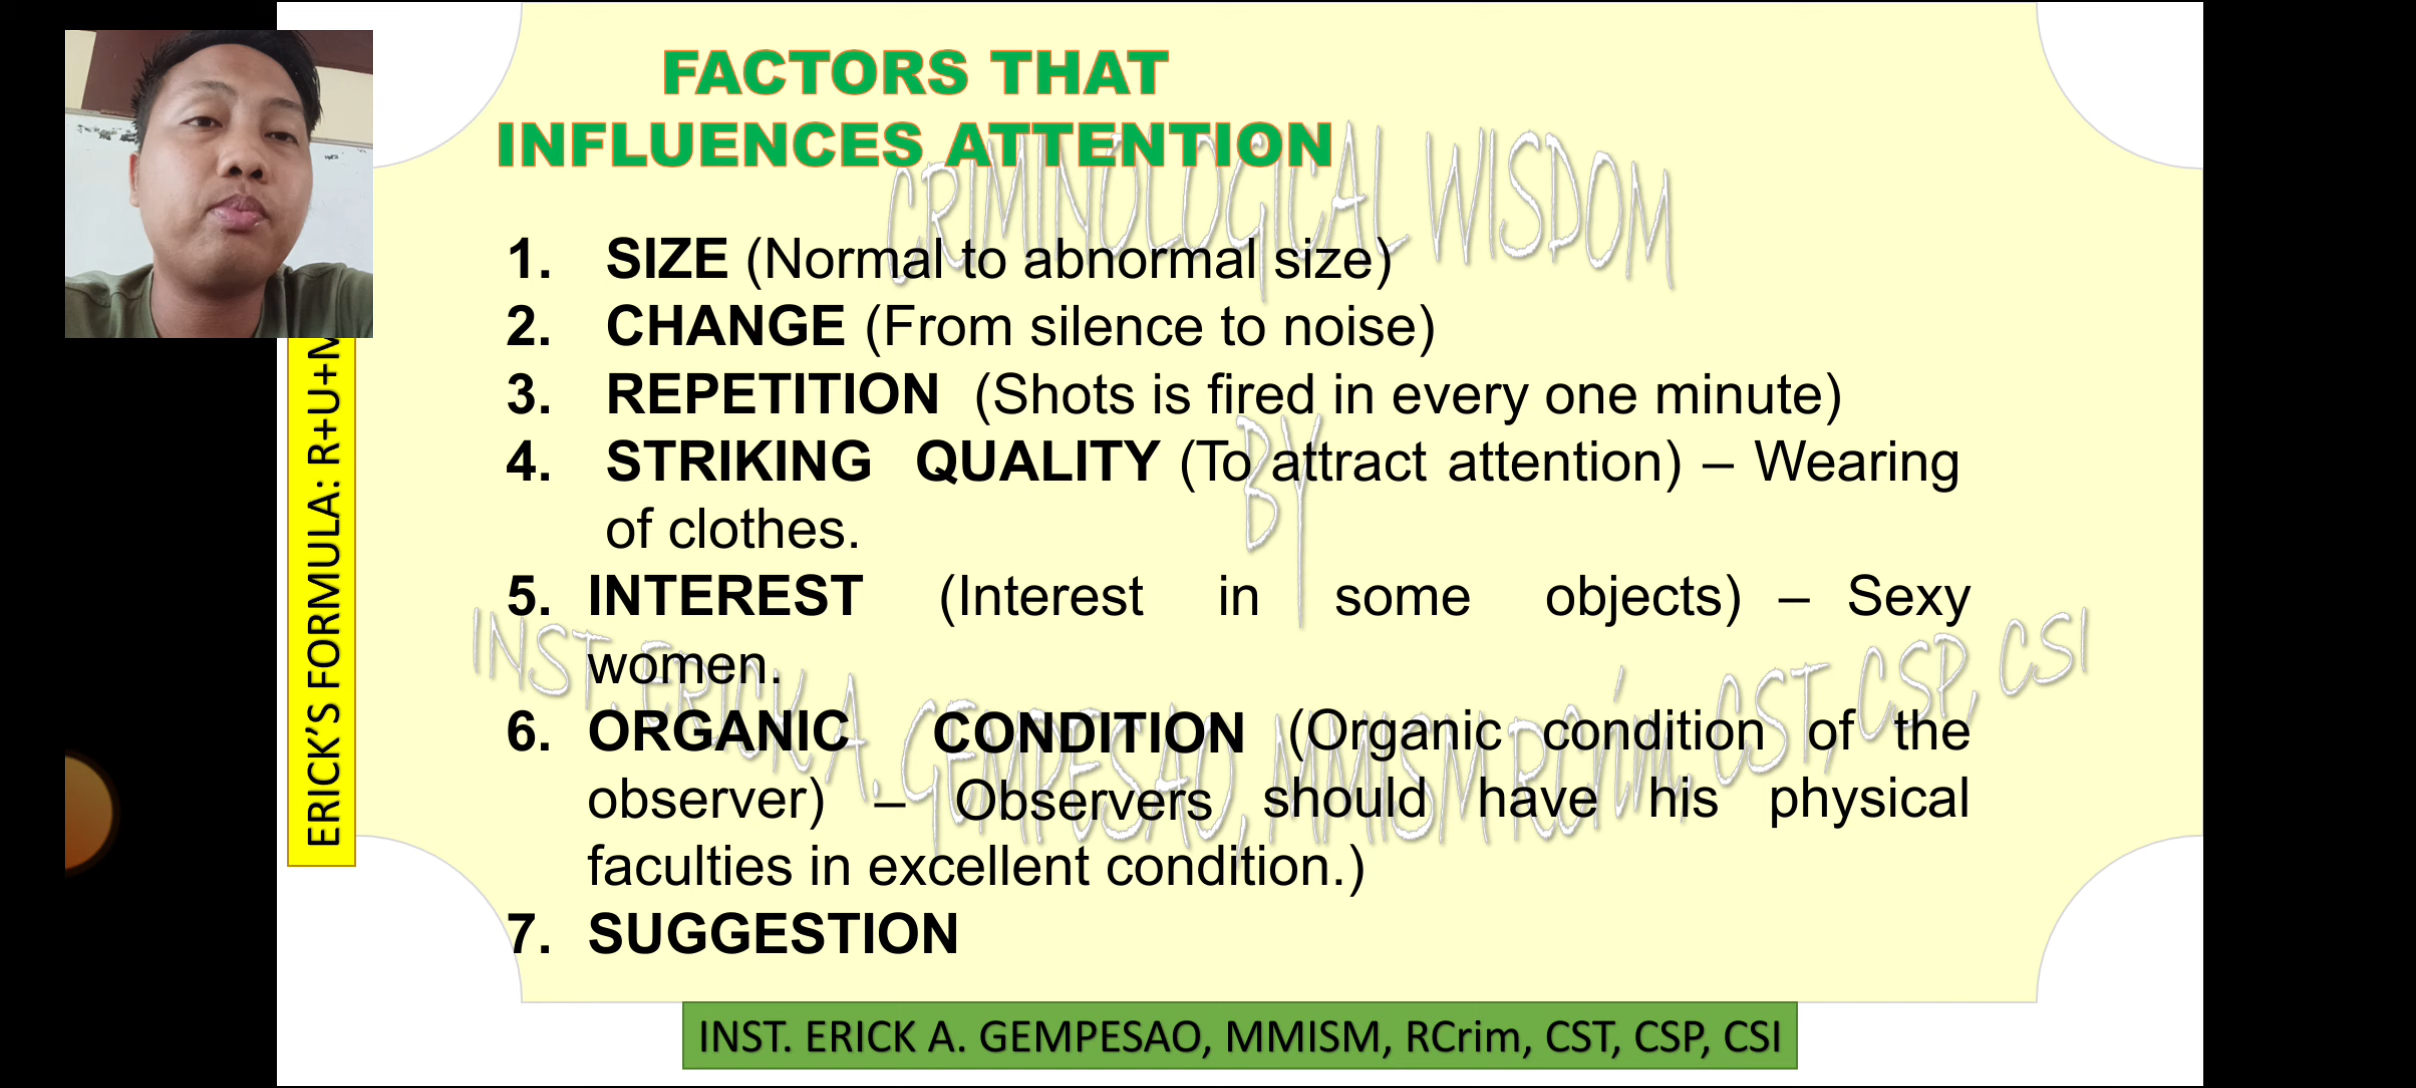 FACTORS THAT
INFLUENCES ATTENTION
CRIMINOLOGICAL WISDOM
BY
INST. ERICK A. GEMPESAO, MMISM RCrim, CST, CSP, CSI
1. SIZE (Normal to abnormal size)
2. CHANGE (From silence to noise)
3. REPETITION (Shots is fired in every one minute)
4. STRIKING QUALITY (To attract attention) – Wearing
of clothes.
5. INTEREST (Interest in some objects) – Sexy
women.
6. ORGANIC CONDITION (Organic condition of the
observer) – Observers should have his physical
faculties in excellent condition.)
7. SUGGESTION
ERICK'S FORMULA: R+U+M
INST. ERICK A. GEMPESAO, MMISM, RCrim, CST, CSP, CSI